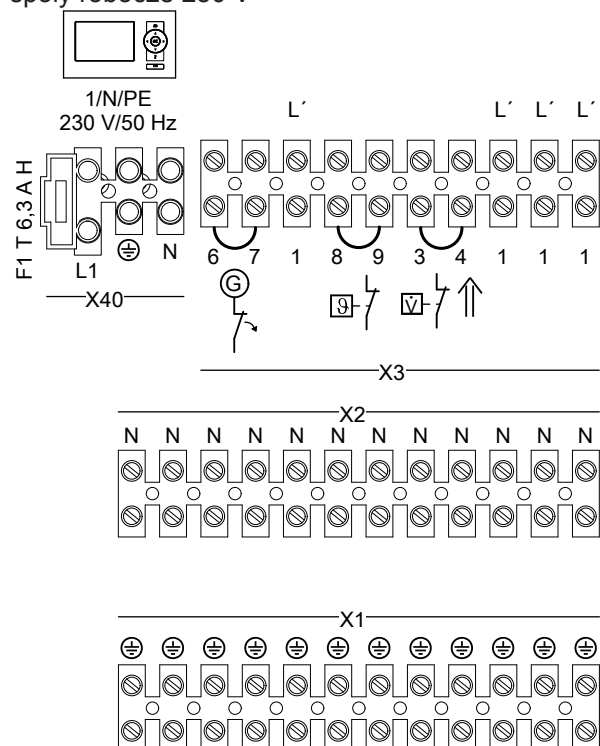 1/N/PE
230 V/50 Hz
L´ L´ L´ L´
F1 T 6,3 A H
L1 N
X40
6 7 1 8 9 3 4 1 1 1
G
ϑ V̇
X3
X2
N N N N N N N N N N N N
X1